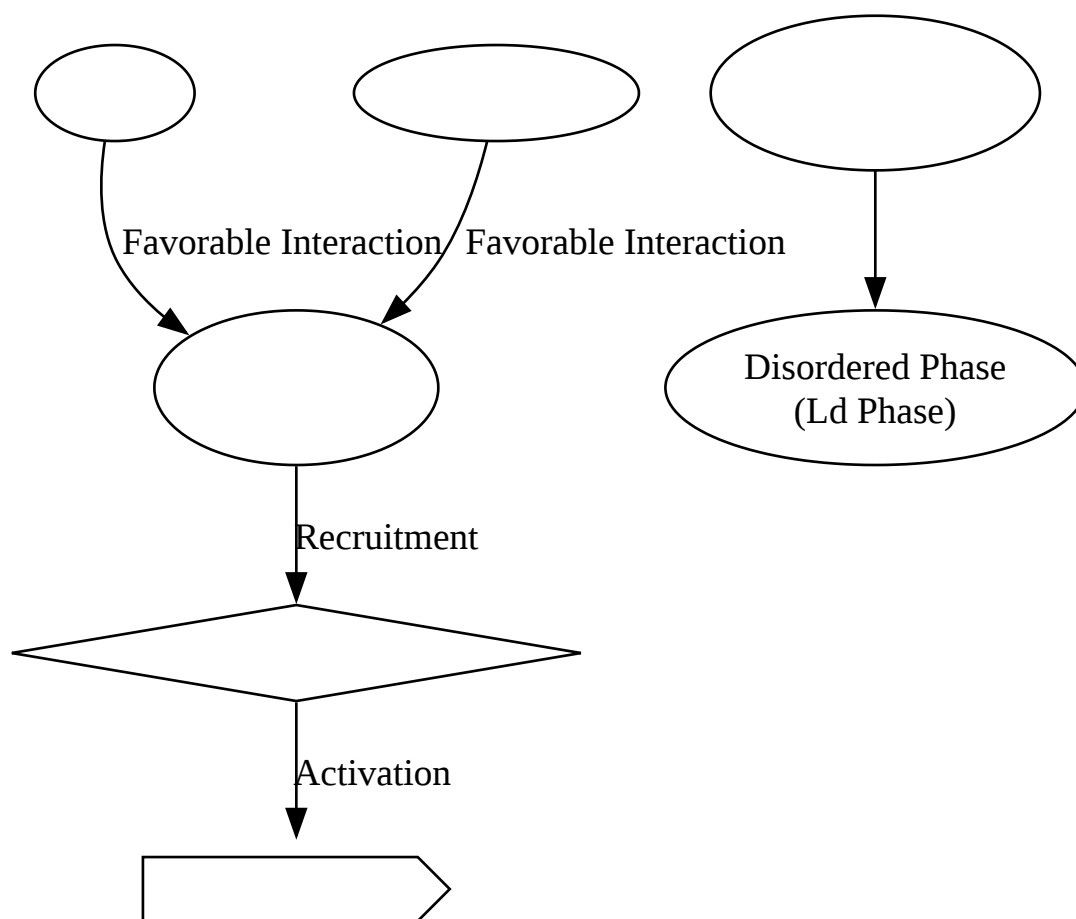 Favorable Interaction
Favorable Interaction
Disordered Phase
(Ld Phase)
Recruitment
Activation